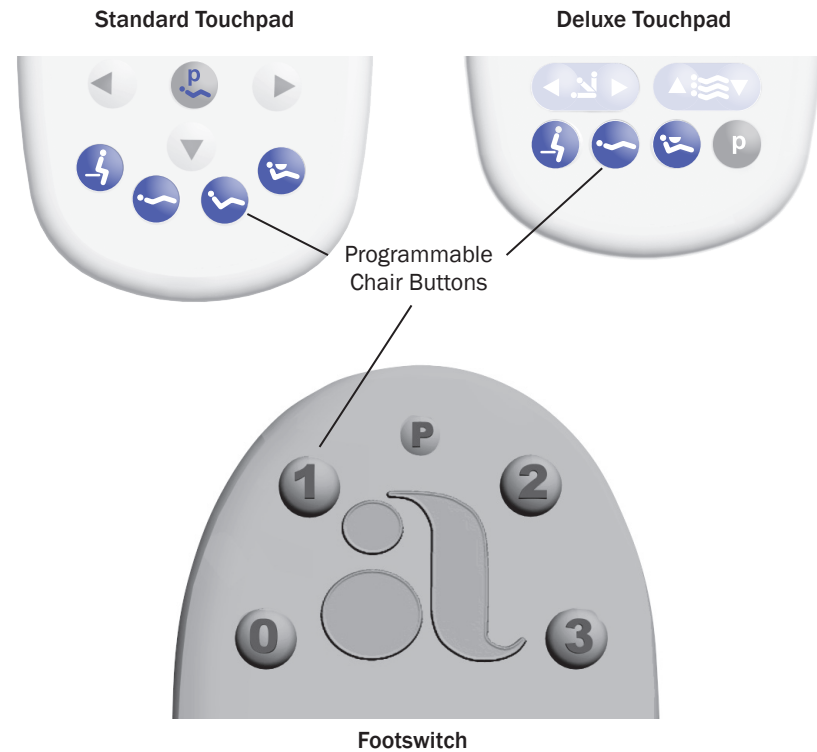 Standard Touchpad
Deluxe Touchpad
p
p
Programmable
Chair Buttons
P
1
2
0
3
Footswitch